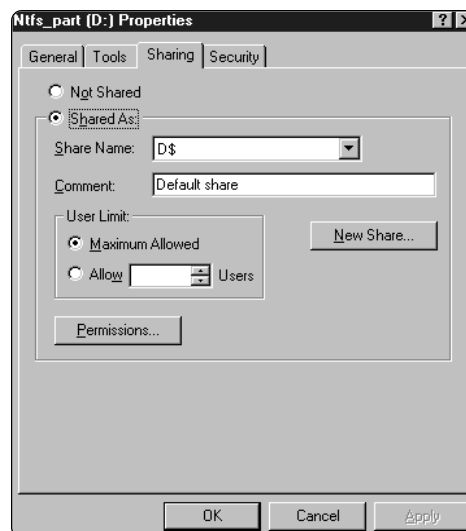 Ntfs_part (D:) Properties
General Tools Sharing Security
Not Shared
Shared As:
Share Name: D$
Comment: Default share
User Limit:
Maximum Allowed
New Share...
Allow Users
Permissions...
OK Cancel Apply